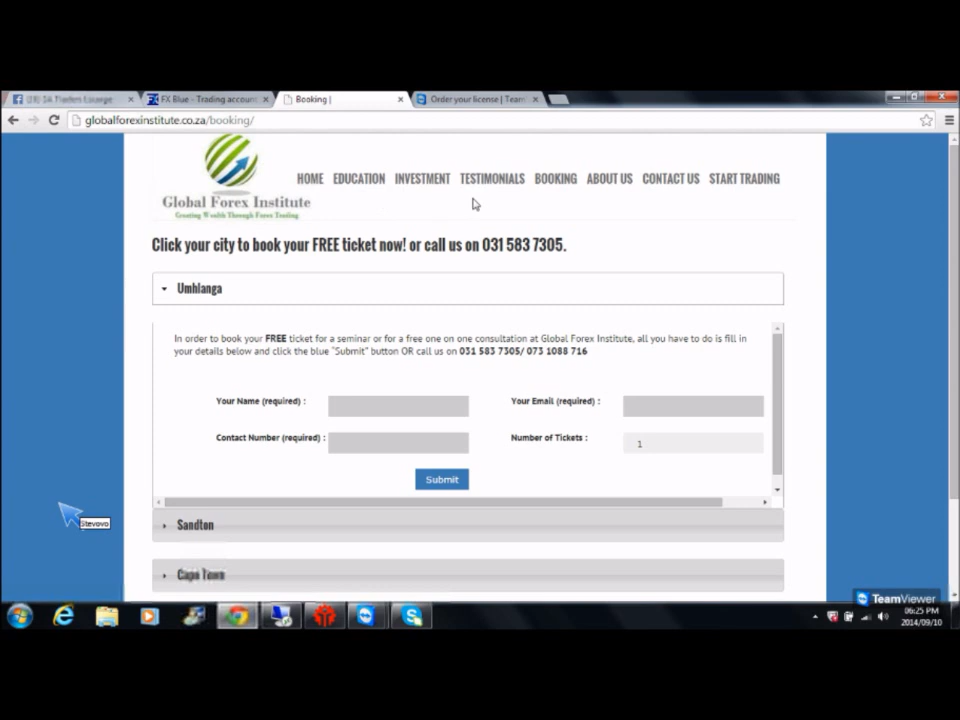 FX Blue - Trading account
Booking |
Order your license | Team
globalforexinstitute.co.za/booking/
Global Forex Institute
Creating Wealth Through Forex Trading
HOME EDUCATION INVESTMENT TESTIMONIALS BOOKING ABOUT US CONTACT US START TRADING
Click your city to book your FREE ticket now! or call us on 031 583 7305.
Umhlanga
In order to book your FREE ticket for a seminar or for a free one on one consultation at Global Forex Institute, all you have to do is fill in
your details below and click the blue "Submit" button OR call us on 031 583 7305/ 073 1088 716
Your Name (required) : Your Email (required) :
Contact Number (required) : Number of Tickets : 1
Submit
Stevovo
Sandton
Cape Town
TeamViewer
06:25 PM
2014/09/10